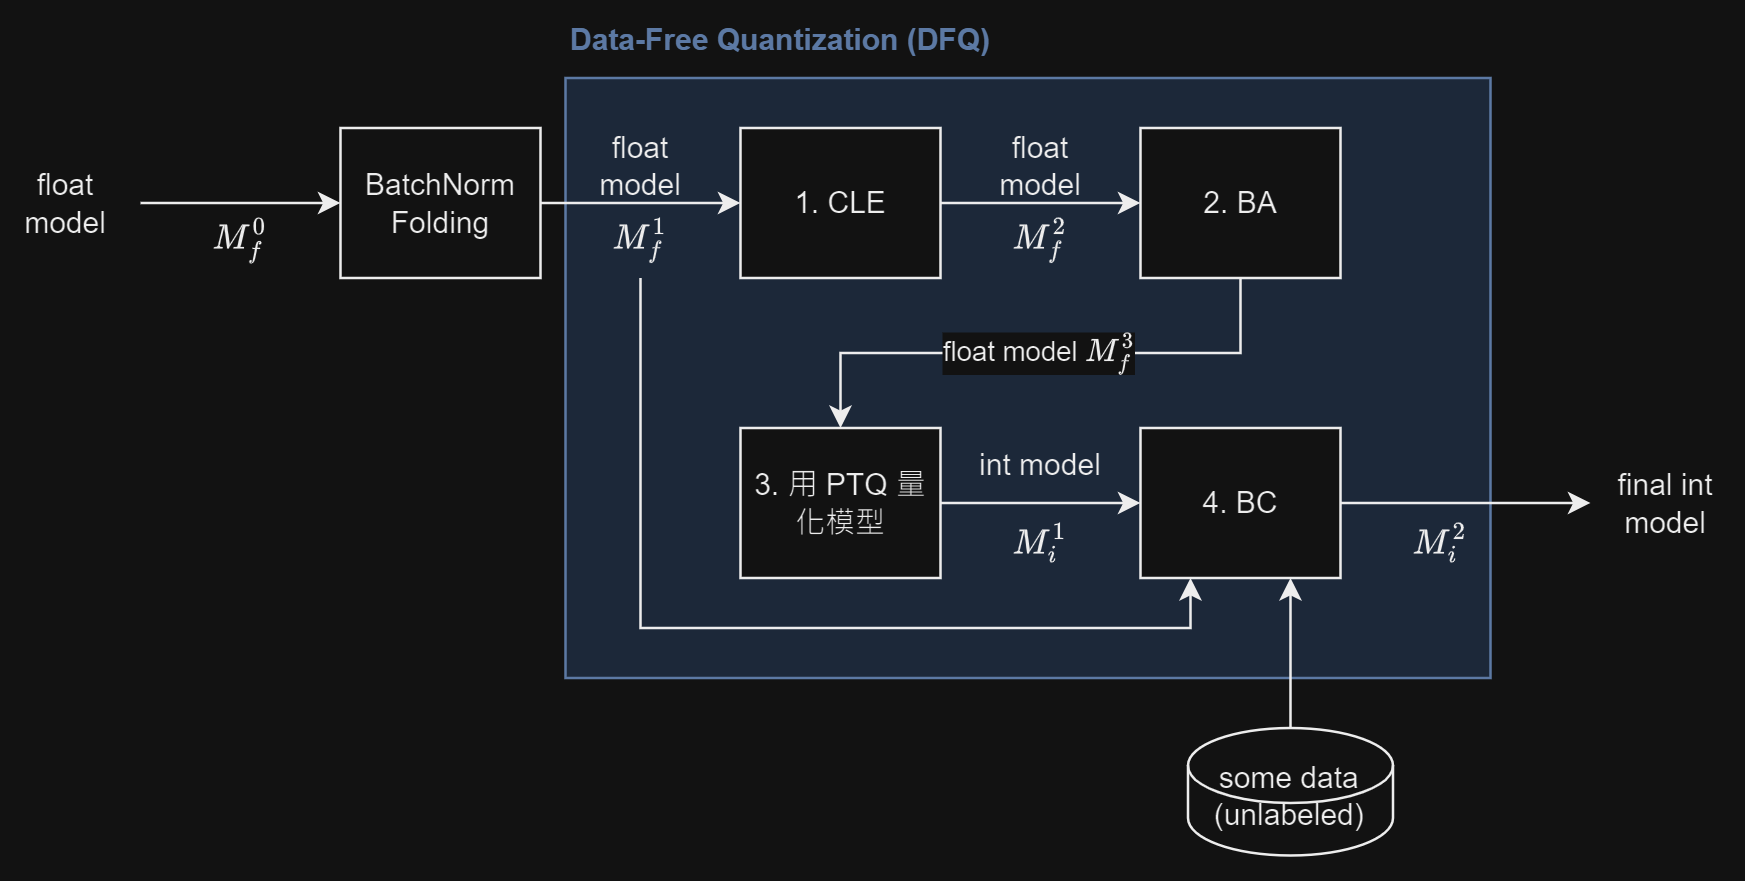 Data-Free Quantization (DFQ)
float
model
$M_f^0$
BatchNorm
Folding
float
model
$M_f^1$
1. CLE
float
model
$M_f^2$
2. BA
float model $M_f^3$
3. 用 PTQ 量
化模型
int model
$M_i^1$
4. BC
$M_i^2$
final int
model
some data
(unlabeled)